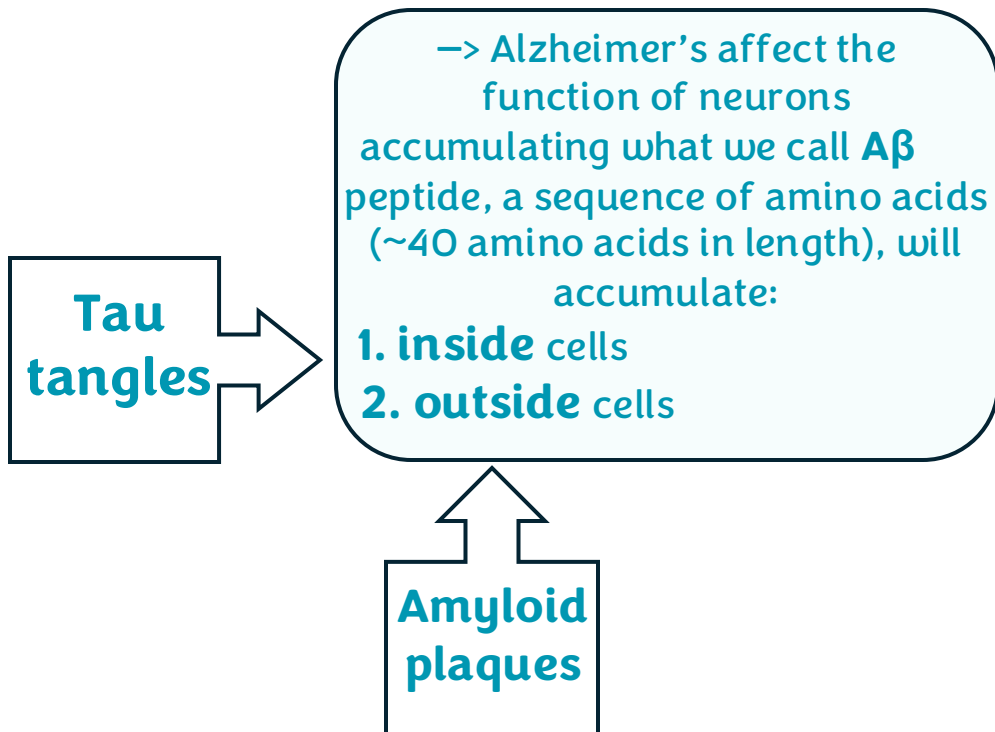 —> Alzheimer’s affect the
function of neurons
accumulating what we call Aβ
peptide, a sequence of amino acids
(~40 amino acids in length), will
accumulate:
1. inside cells
2. outside cells
Tau
tangles
Amyloid
plaques